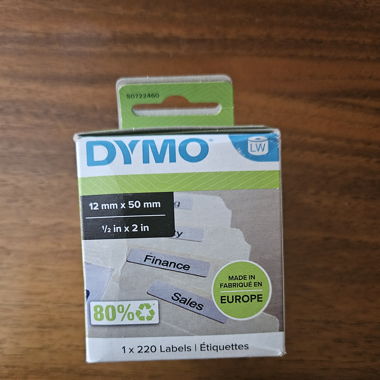 S0722460
DYMO
LW
12 mm x 50 mm
1/2 in x 2 in
Finance
Sales
MADE IN
FABRIQUÉ EN
EUROPE
80%
1 x 220 Labels | Étiquettes